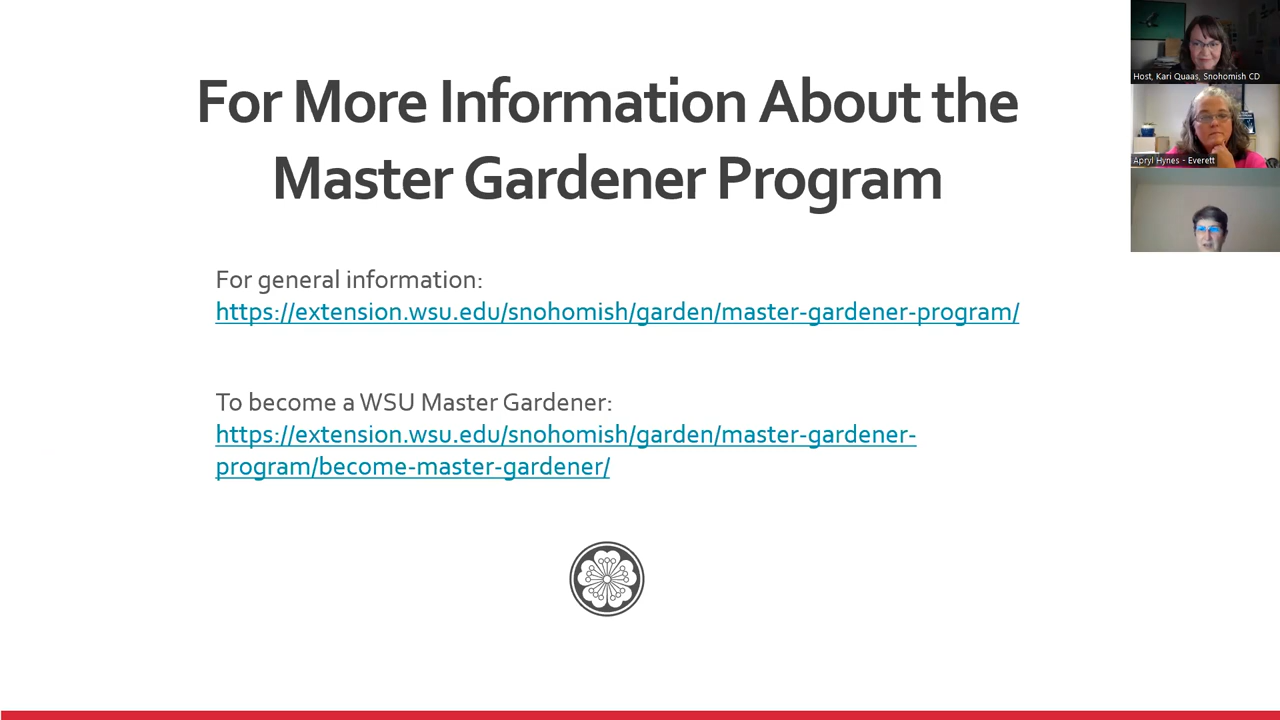 For More Information About the
Master Gardener Program
For general information:
https://extension.wsu.edu/snohomish/garden/master-gardener-program/
To become a WSU Master Gardener:
https://extension.wsu.edu/snohomish/garden/master-gardener-
program/become-master-gardener/
Host, Kari Quaas, Snohomish CD
Apryl Hynes - Everett